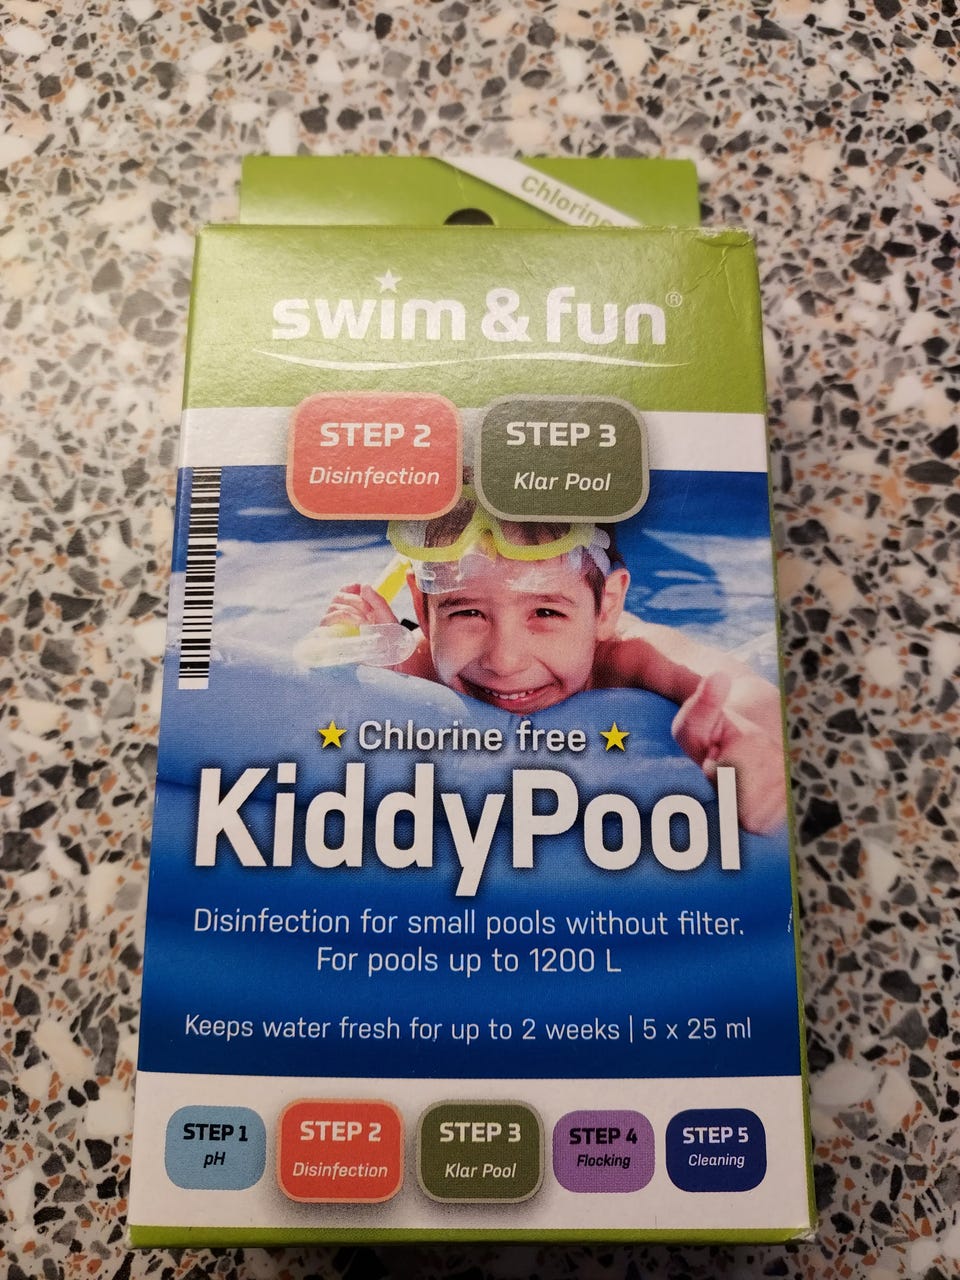 Chlorine
swim & fun®
STEP 2
Disinfection
STEP 3
Klar Pool
Chlorine free
KiddyPool
Disinfection for small pools without filter.
For pools up to 1200 L
Keeps water fresh for up to 2 weeks | 5 x 25 ml
STEP 1
pH
STEP 2
Disinfection
STEP 3
Klar Pool
STEP 4
Flocking
STEP 5
Cleaning